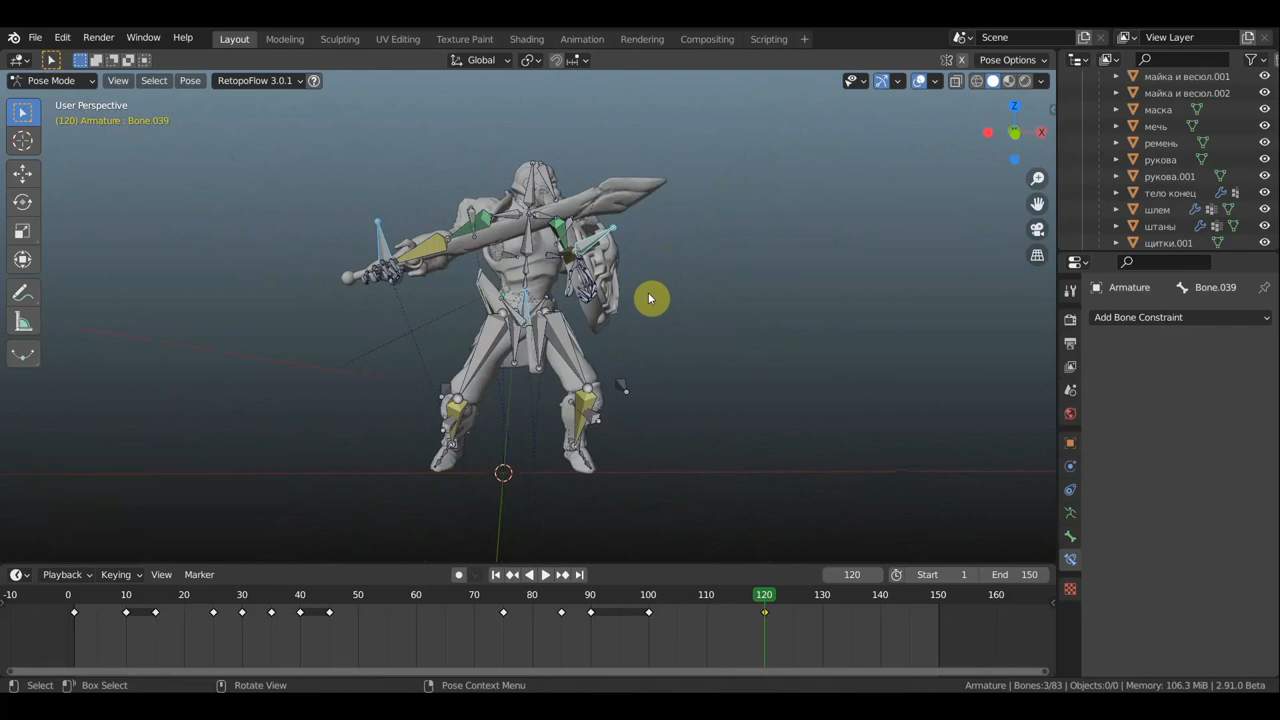 File Edit Render Window Help Layout Modeling Sculpting UV Editing Texture Paint Shading Animation Rendering Compositing Scripting + Scene View Layer
Global Pose Options
Pose Mode View Select Pose RetopoFlow 3.0.1
User Perspective
(120) Armature : Bone.039
Z
X
майка и весюл.001
майка и весюл.002
маска
мечь
ремень
рукова
рукова.001
тело конец
шлем
штаны
щитки.001
Armature Bone.039
Add Bone Constraint
Playback Keying View Marker 120 Start 1 End 150
-10 0 10 20 30 40 50 60 70 80 90 100 110 120 130 140 150 160
Select Box Select Rotate View Pose Context Menu Armature | Bones:3/83 | Objects:0/0 | Memory: 106.3 MiB | 2.91.0 Beta